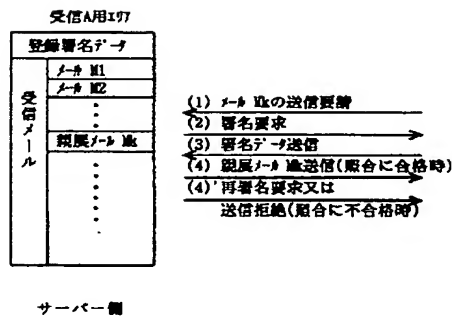 受信A用ｴﾘｱ
登録署名ﾃﾞｰﾀ
受信メール
ﾒｰﾙ M1
ﾒｰﾙ M2
親展ﾒｰﾙ Mk
(1) ﾒｰﾙ Mkの送信要請
(2) 署名要求
(3) 署名ﾃﾞｰﾀ送信
(4) 親展ﾒｰﾙ Mk送信(照合に合格時)
(4)'再署名要求又は
送信拒絶(照合に不合格時)
サーバー側